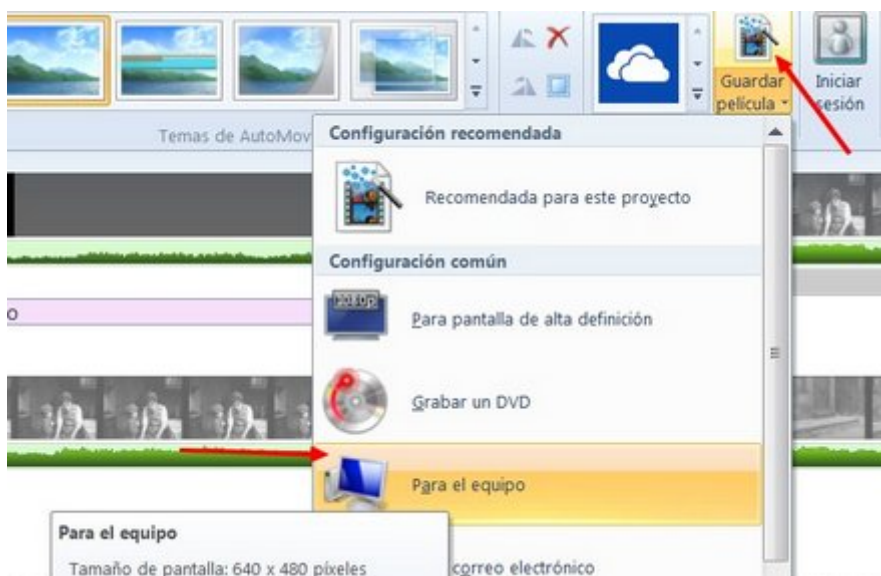 Guardar
película
Iniciar
sesión
Temas de AutoMov
Configuración recomendada
Recomendada para este proyecto
Configuración común
1080p
Para pantalla de alta definición
o
Grabar un DVD
Para el equipo
Para el equipo
Tamaño de pantalla: 640 x 480 píxeles
correo electrónico